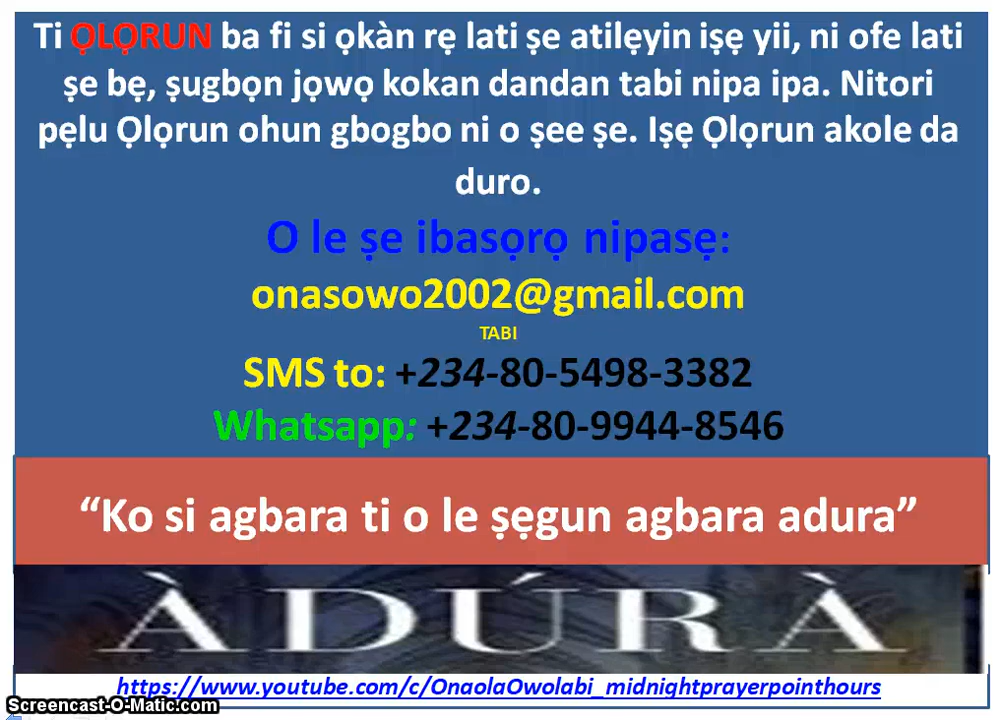 Ti ỌLỌRUN ba fi si ọkàn rẹ lati ṣe atilẹyin iṣẹ yii, ni ofe lati
ṣe bẹ, ṣugbọn jọwọ kokan dandan tabi nipa ipa. Nitori
pẹlu Ọlọrun ohun gbogbo ni o ṣee ṣe. Iṣẹ Ọlọrun akole da
duro.
O le ṣe ibasọrọ nipasẹ:
onasowo2002@gmail.com
TABI
SMS to: +234-80-5498-3382
Whatsapp: +234-80-9944-8546
“Ko si agbara ti o le ṣẹgun agbara adura”
ÀDÚRÀ
https://www.youtube.com/c/OnaolaOwolabi_midnightprayerpointhours
Screencast-O-Matic.com